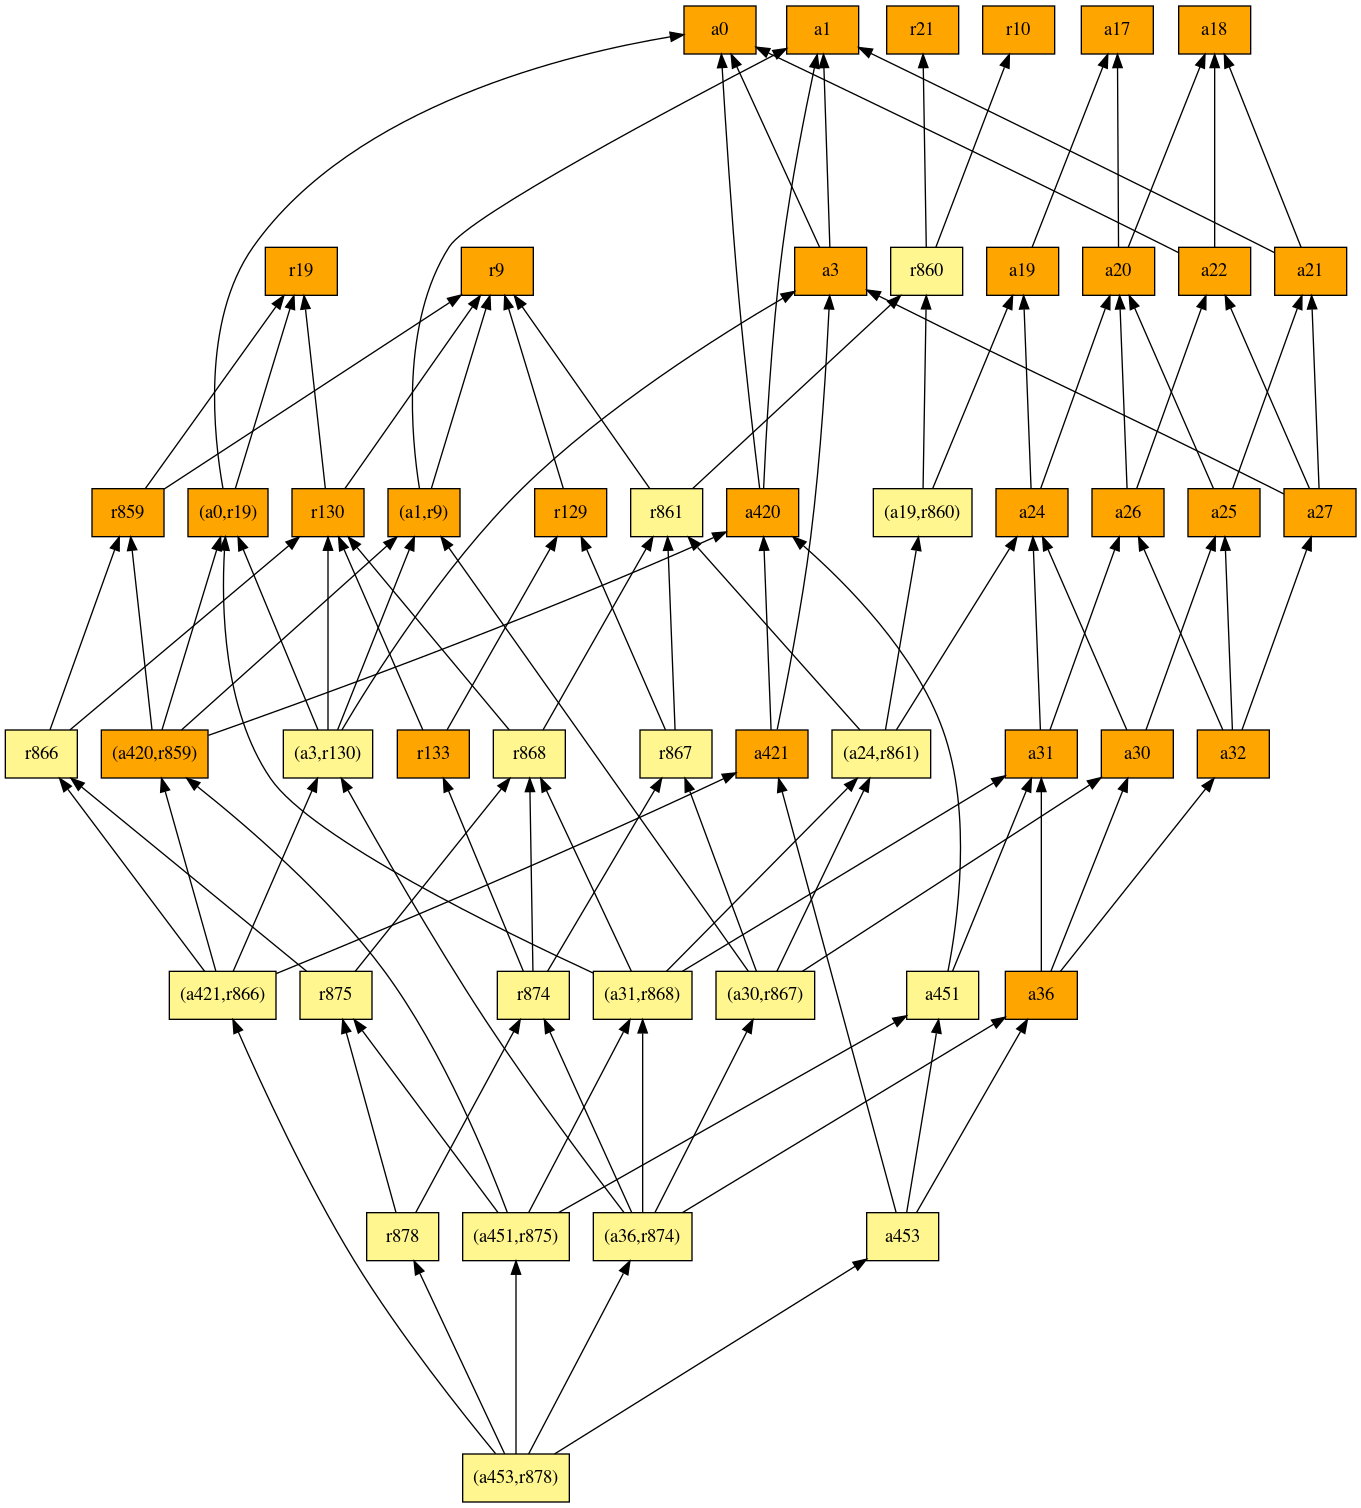 a0
a1
r21
r10
a17
a18
r19
r9
a3
r860
a19
a20
a22
a21
r859
(a0,r19)
r130
(a1,r9)
r129
r861
a420
(a19,r860)
a24
a26
a25
a27
r866
(a420,r859)
(a3,r130)
r133
r868
r867
a421
(a24,r861)
a31
a30
a32
(a421,r866)
r875
r874
(a31,r868)
(a30,r867)
a451
a36
r878
(a451,r875)
(a36,r874)
a453
(a453,r878)